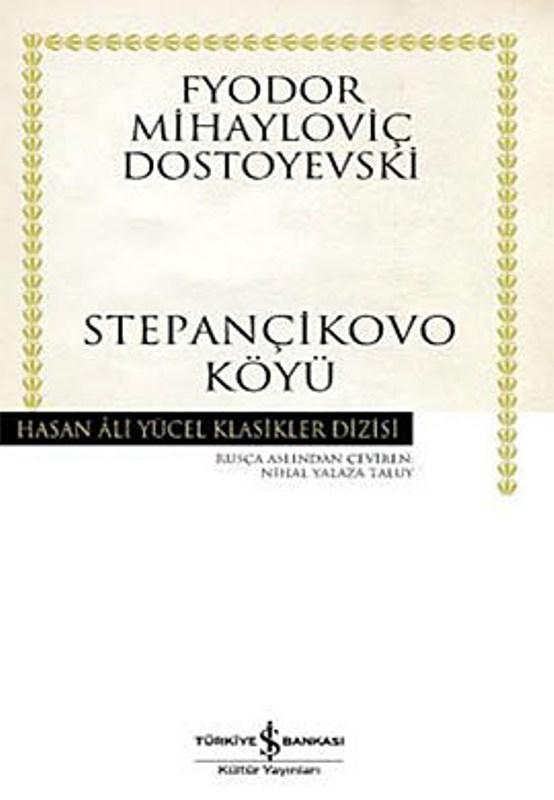 FYODOR
MİHAYLOVİÇ
DOSTOYEVSKİ
STEPANÇİKOVO
KÖYÜ
HASAN ÂLİ YÜCEL KLASİKLER DİZİSİ
RUSÇA ASLINDAN ÇEVİREN:
NİHAL YALAZA TALUY
TÜRKİYE İŞ BANKASI
Kültür Yayınları